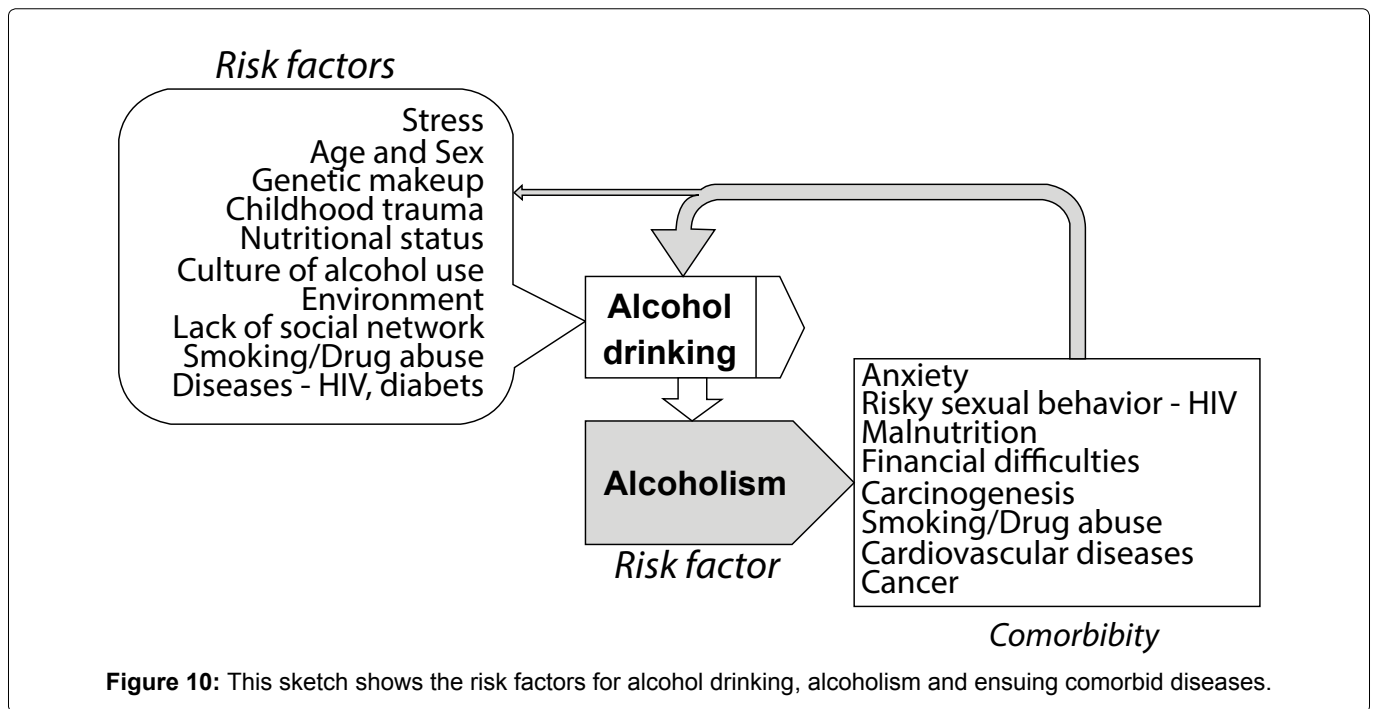 Risk factors
Stress
Age and Sex
Genetic makeup
Childhood trauma
Nutritional status
Culture of alcohol use
Environment
Lack of social network
Smoking/Drug abuse
Diseases - HIV, diabets
Alcohol
drinking
Alcoholism
Risk factor
Anxiety
Risky sexual behavior - HIV
Malnutrition
Financial difficulties
Carcinogenesis
Smoking/Drug abuse
Cardiovascular diseases
Cancer
Comorbibity
Figure 10: This sketch shows the risk factors for alcohol drinking, alcoholism and ensuing comorbid diseases.